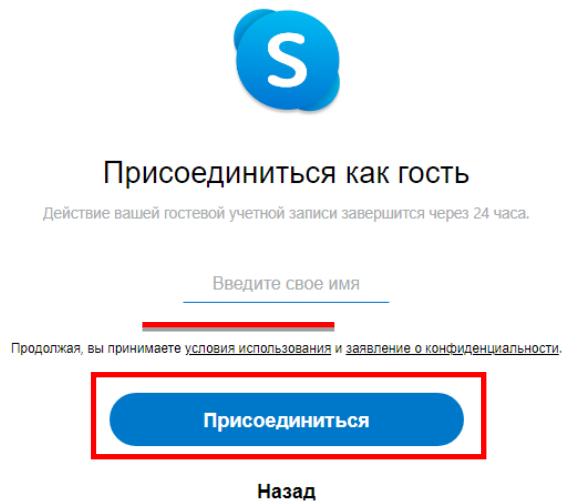 S
Присоединиться как гость
Действие вашей гостевой учетной записи завершится через 24 часа.
Введите свое имя
Продолжая, вы принимаете условия использования и заявление о конфиденциальности.
Присоединиться
Назад